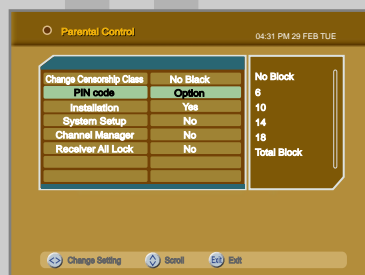 Parental Control
04:31 PM 29 FEB TUE
Change Censorship Class No Black
PIN code Option
Installation Yes
System Setup No
Channel Manager No
Receiver All Lock No
No Block
6
10
14
18
Total Block
<> Change Setting Scroll Exit Exit